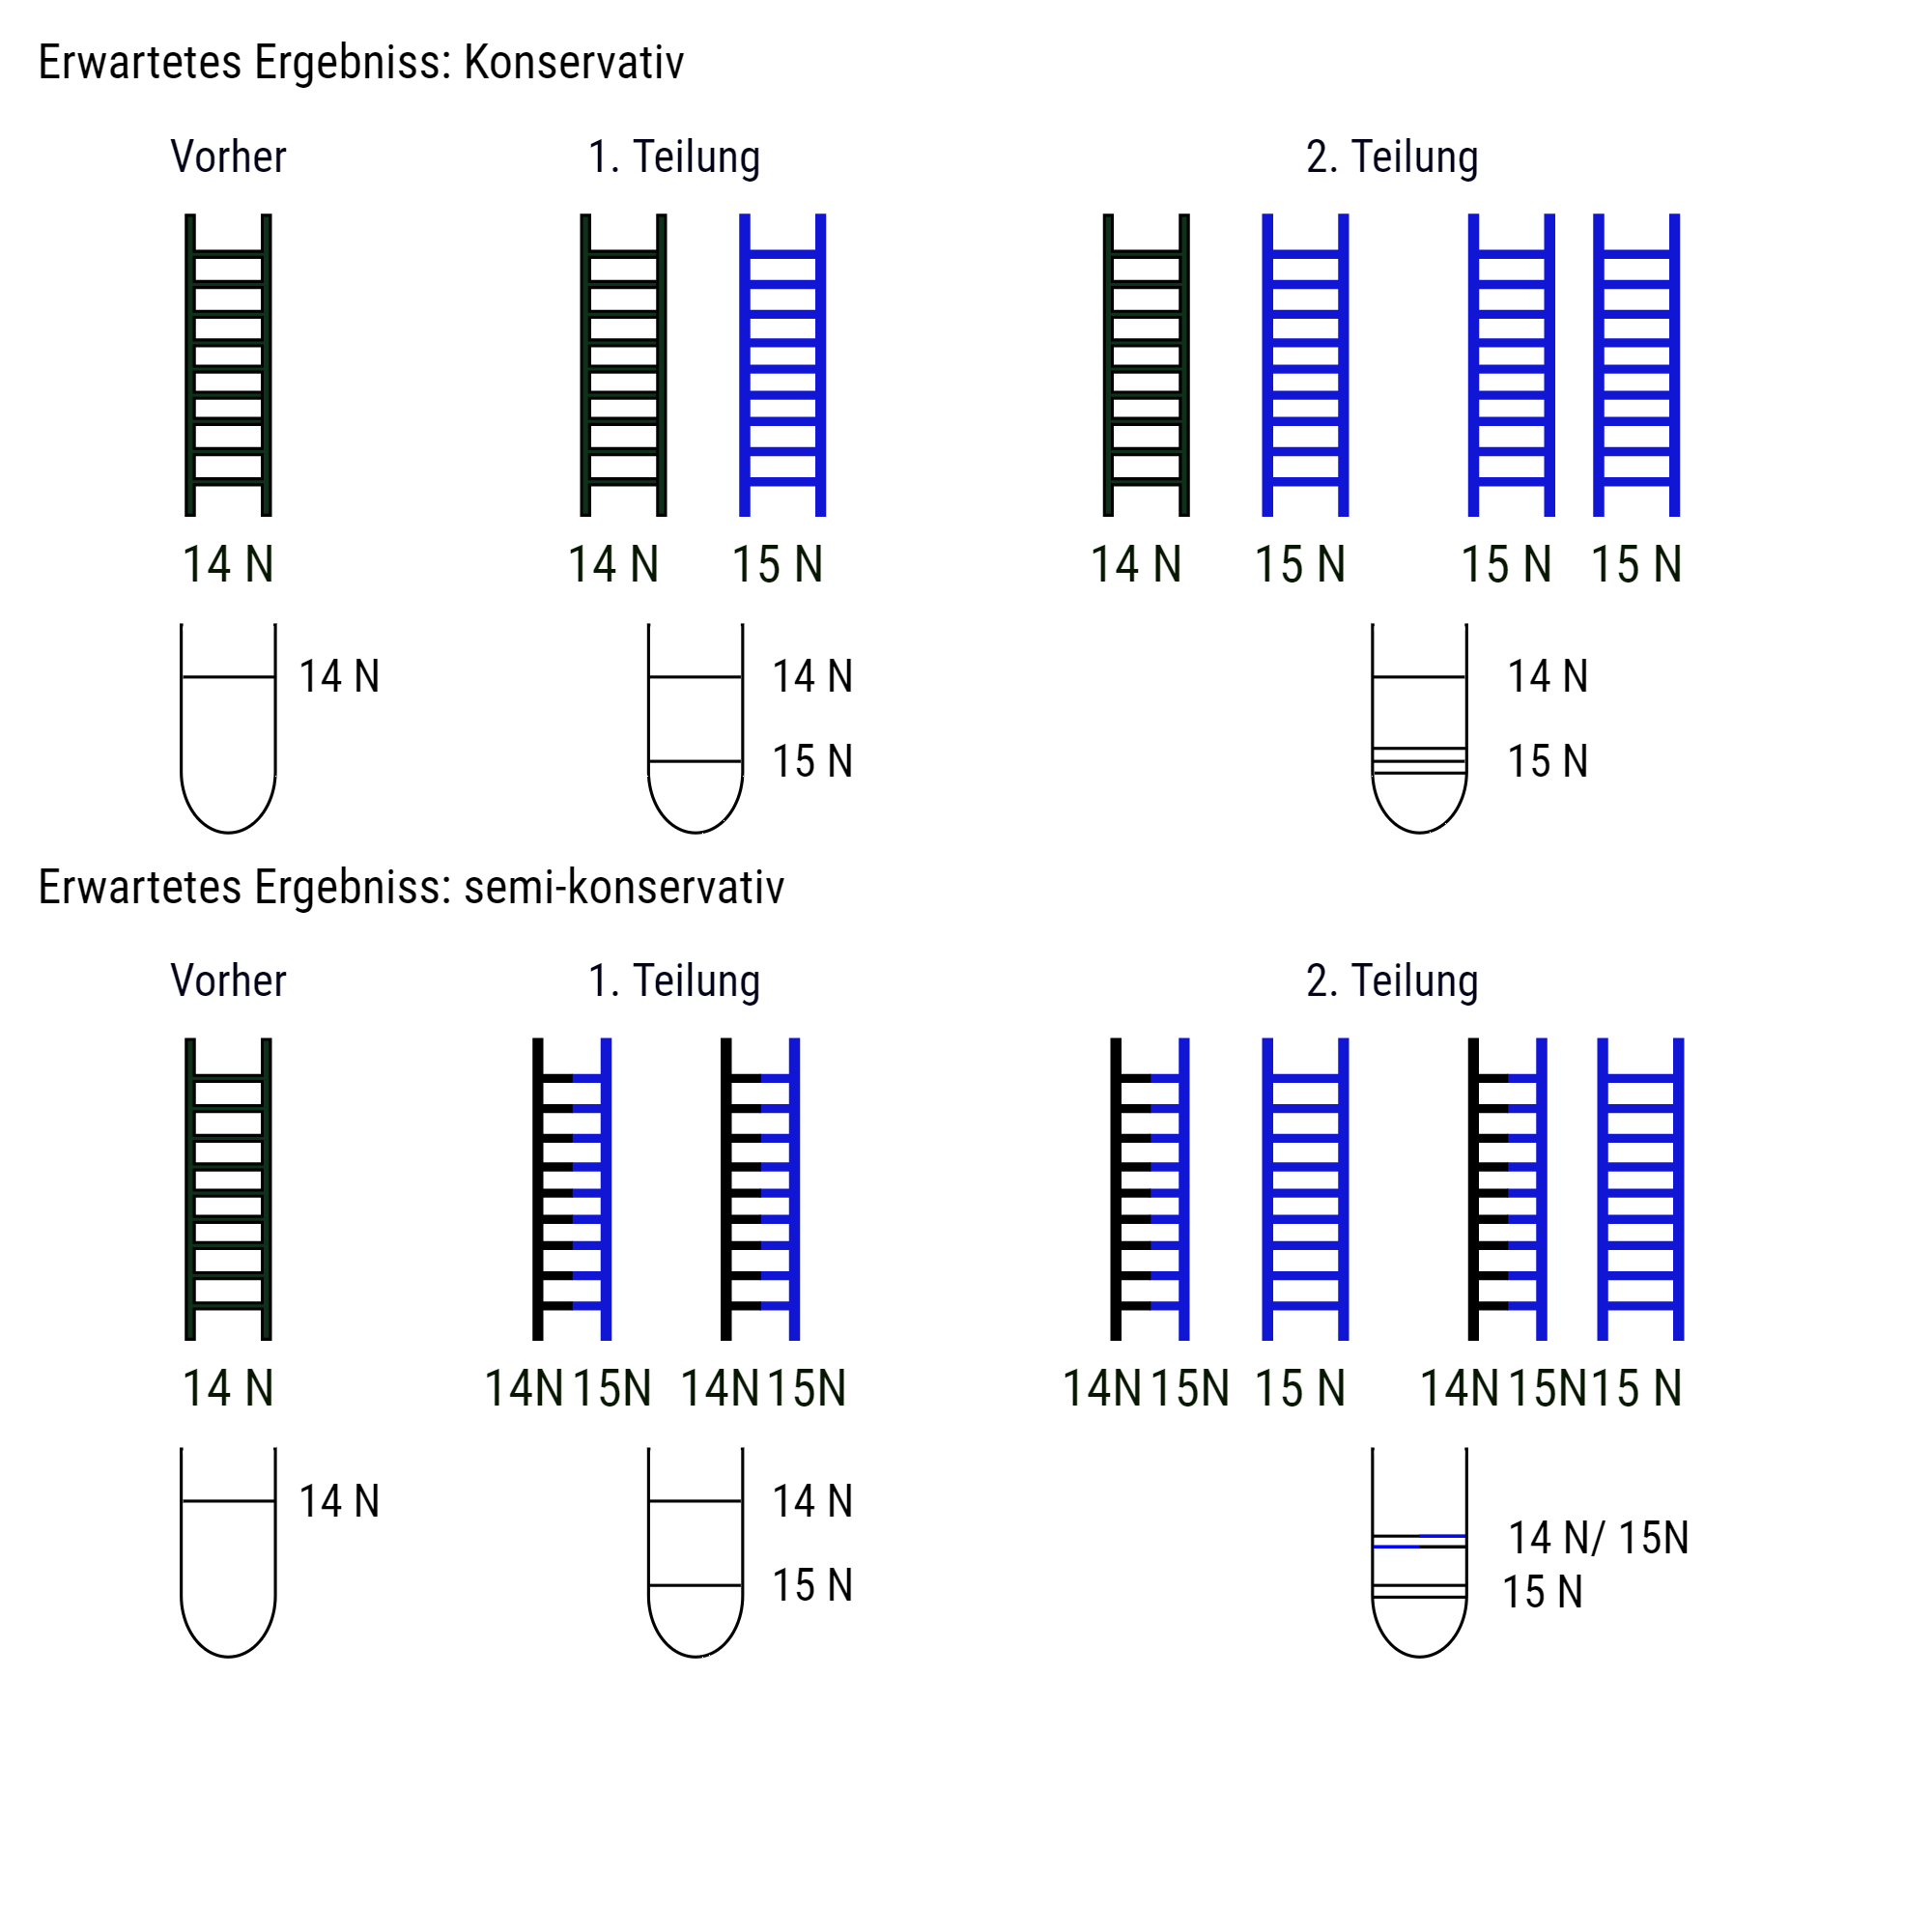 Erwartetes Ergebniss: Konservativ
Vorher 1. Teilung 2. Teilung
14 N 14 N 15 N 14 N 15 N 15 N 15 N
14 N 14 N 14 N
15 N 15 N
Erwartetes Ergebniss: semi-konservativ
Vorher 1. Teilung 2. Teilung
14 N 14N 15N 14N 15N 14N 15N 15 N 14N 15N 15 N
14 N 14 N
14 N/ 15N
15 N 15 N